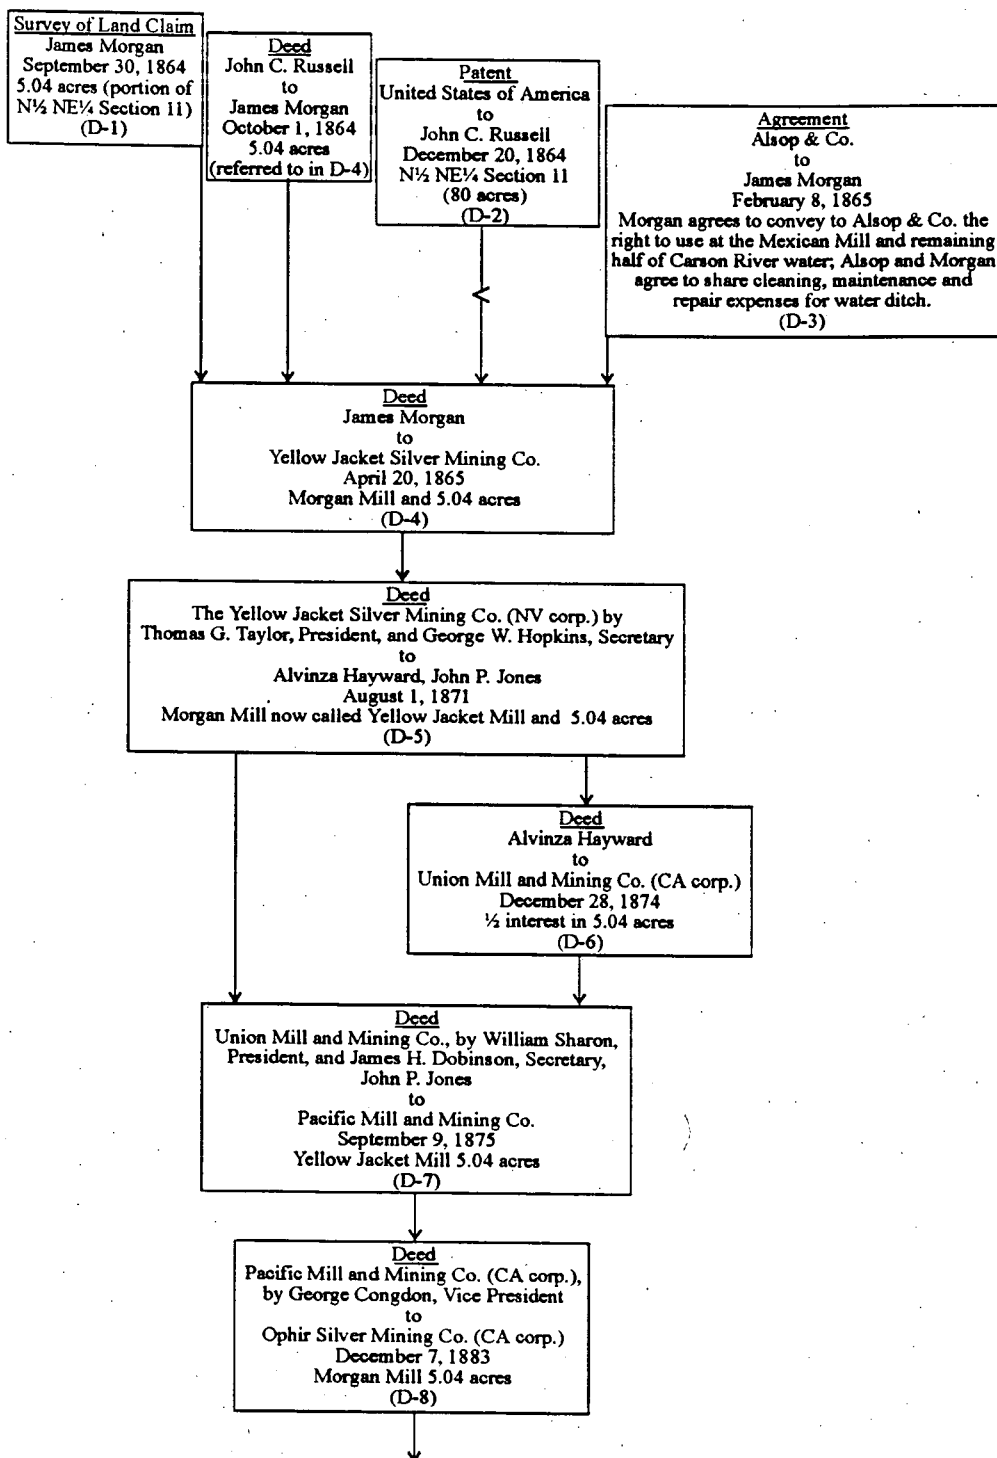 Survey of Land Claim
James Morgan
September 30, 1864
5.04 acres (portion of
N½ NE¼ Section 11)
(D-1)
Deed
John C. Russell
to
James Morgan
October 1, 1864
5.04 acres
(referred to in D-4)
Patent
United States of America
to
John C. Russell
December 20, 1864
N½ NE¼ Section 11
(80 acres)
(D-2)
Agreement
Alsop & Co.
to
James Morgan
February 8, 1865
Morgan agrees to convey to Alsop & Co. the
right to use at the Mexican Mill and remaining
half of Carson River water; Alsop and Morgan
agree to share cleaning, maintenance and
repair expenses for water ditch.
(D-3)
Deed
James Morgan
to
Yellow Jacket Silver Mining Co.
April 20, 1865
Morgan Mill and 5.04 acres
(D-4)
Deed
The Yellow Jacket Silver Mining Co. (NV corp.) by
Thomas G. Taylor, President, and George W. Hopkins, Secretary
to
Alvinza Hayward, John P. Jones
August 1, 1871
Morgan Mill now called Yellow Jacket Mill and 5.04 acres
(D-5)
Deed
Alvinza Hayward
to
Union Mill and Mining Co. (CA corp.)
December 28, 1874
½ interest in 5.04 acres
(D-6)
Deed
Union Mill and Mining Co., by William Sharon,
President, and James H. Dobinson, Secretary,
John P. Jones
to
Pacific Mill and Mining Co.
September 9, 1875
Yellow Jacket Mill 5.04 acres
(D-7)
Deed
Pacific Mill and Mining Co. (CA corp.),
by George Congdon, Vice President
to
Ophir Silver Mining Co. (CA corp.)
December 7, 1883
Morgan Mill 5.04 acres
(D-8)